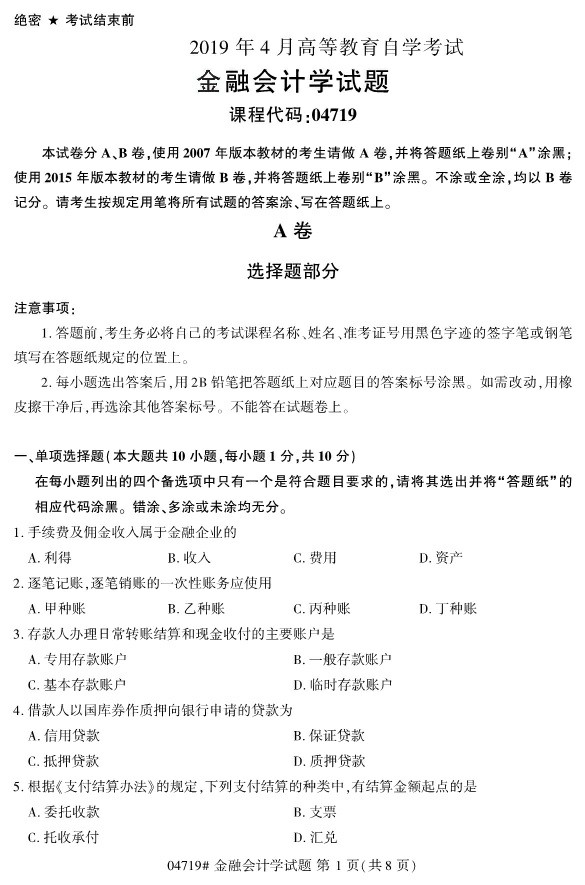 绝密 ★ 考试结束前
2019 年 4 月高等教育自学考试
金融会计学试题
课程代码:04719
本试卷分 A、B 卷,使用 2007 年版本教材的考生请做 A 卷,并将答题纸上卷别“A”涂黑;
使用 2015 年版本教材的考生请做 B 卷,并将答题纸上卷别“B”涂黑。不涂或全涂,均以 B 卷
记分。请考生按规定用笔将所有试题的答案涂、写在答题纸上。
A 卷
选择题部分
注意事项:
1. 答题前,考生务必将自己的考试课程名称、姓名、准考证号用黑色字迹的签字笔或钢笔
填写在答题纸规定的位置上。
2. 每小题选出答案后,用 2B 铅笔把答题纸上对应题目的答案标号涂黑。如需改动,用橡
皮擦干净后,再选涂其他答案标号。不能答在试题卷上。
一、单项选择题(本大题共 10 小题,每小题 1 分,共 10 分)
在每小题列出的四个备选项中只有一个是符合题目要求的,请将其选出并将“答题纸”的
相应代码涂黑。错涂、多涂或未涂均无分。
1. 手续费及佣金收入属于金融企业的
A. 利得 B. 收入 C. 费用 D. 资产
2. 逐笔记账,逐笔销账的一次性账务应使用
A. 甲种账 B. 乙种账 C. 丙种账 D. 丁种账
3. 存款人办理日常转账结算和现金收付的主要账户是
A. 专用存款账户 B. 一般存款账户
C. 基本存款账户 D. 临时存款账户
4. 借款人以国库券作质押向银行申请的贷款为
A. 信用贷款 B. 保证贷款
C. 抵押贷款 D. 质押贷款
5. 根据《支付结算办法》的规定,下列支付结算的种类中,有结算金额起点的是
A. 委托收款 B. 支票
C. 托收承付 D. 汇兑
04719# 金融会计学试题 第 1 页(共 8 页)